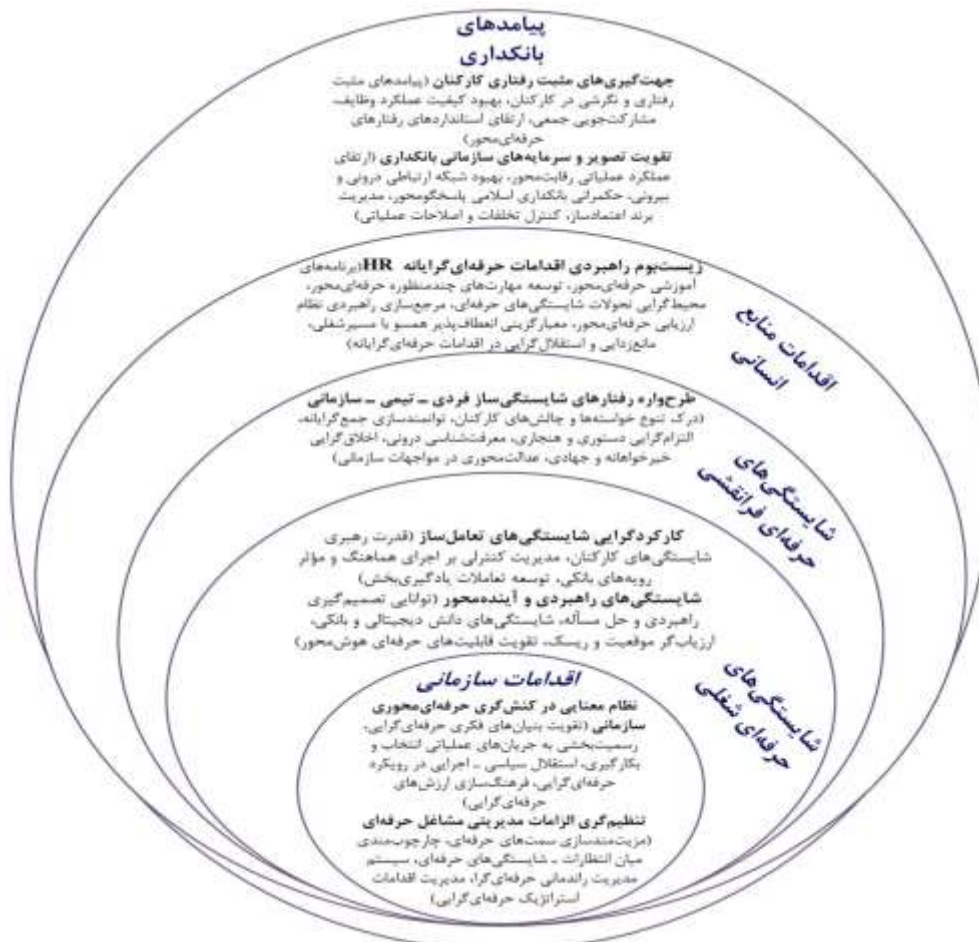 پیامدهای
بانکداری
جهت‌گیری‌های مثبت رفتاری کارکنان (پیامدهای مثبت
رفتاری و نگرشی در کارکنان، بهبود کیفیت عملکرد وظایف،
مشارکت‌جویی جمعی، ارتقای استانداردهای رفتارهای
حرفه‌ای‌محور)
تقویت تصویر و سرمایه‌های سازمانی بانکداری (ارتقای
عملکرد عملیاتی رقابت‌محور، بهبود شبکه ارتباطی درونی و
بیرونی، حکمرانی بانکداری اسلامی پاسخگومحور، مدیریت
برند اعتمادساز، کنترل تخلفات و اصلاحات عملیاتی)
زیست‌بوم راهبردی اقدامات حرفه‌ای‌گرایانه HR (برنامه‌های
آموزشی حرفه‌ای‌محور، توسعه مهارت‌های چندمنظوره حرفه‌ای‌محور،
محیط‌گرایی تحولات شایستگی‌های حرفه‌ای، مرجع‌سازی راهبردی نظام
ارزیابی حرفه‌ای‌محور، معیارگزینی انعطاف‌پذیر همسو با مسیرشغلی،
مانع‌زدایی و استقلال‌گرایی در اقدامات حرفه‌ای‌گرایانه)
اقدامات منابع
انسانی
طرح‌واره رفتارهای شایستگی‌ساز فردی ـ تیمی ـ سازمانی
(درک تنوع خواسته‌ها و چالش‌های کارکنان، توانمندسازی جمع‌گرایانه،
التزام‌گرایی دستوری و هنجاری، معرفت‌شناسی درونی، اخلاق‌گرایی
خیرخواهانه و جهادی، عدالت‌محوری در مواجهات سازمانی)
شایستگی‌های
حرفه‌ای فرانقشی
کارکردگرایی شایستگی‌های تعامل‌ساز (قدرت رهبری
شایستگی‌های کارکنان، مدیریت کنترلی بر اجرای هماهنگ و مؤثر
رویه‌های بانکی، توسعه تعاملات یادگیری‌بخش)
شایستگی‌های راهبردی و آینده‌محور (توانایی تصمیم‌گیری
راهبردی و حل مسأله، شایستگی‌های دانش دیجیتالی و بانکی،
ارزیاب‌گر موقعیت و ریسک، تقویت قابلیت‌های حرفه‌ای هوش‌محور)
شایستگی‌های
حرفه‌ای شغلی
اقدامات سازمانی
نظام معنایی در کنش‌گری حرفه‌ای‌محوری
سازمانی (تقویت بنیان‌های فکری حرفه‌ای‌گرایی،
رسمیت‌بخشی به جریان‌های عملیاتی انتخاب و
بکارگیری، استقلال سیاسی ـ اجرایی در رویکرد
حرفه‌ای‌گرایی، فرهنگ‌سازی ارزش‌های
حرفه‌ای‌گرایی)
تنظیم‌گری الزامات مدیریتی مشاغل حرفه‌ای
(مزیت‌مندسازی سمت‌های حرفه‌ای، چارچوب‌مندی
میان انتظارات ـ شایستگی‌های حرفه‌ای، سیستم
مدیریت راندمانی حرفه‌ای‌گرا، مدیریت اقدامات
استراتژیک حرفه‌ای‌گرایی)